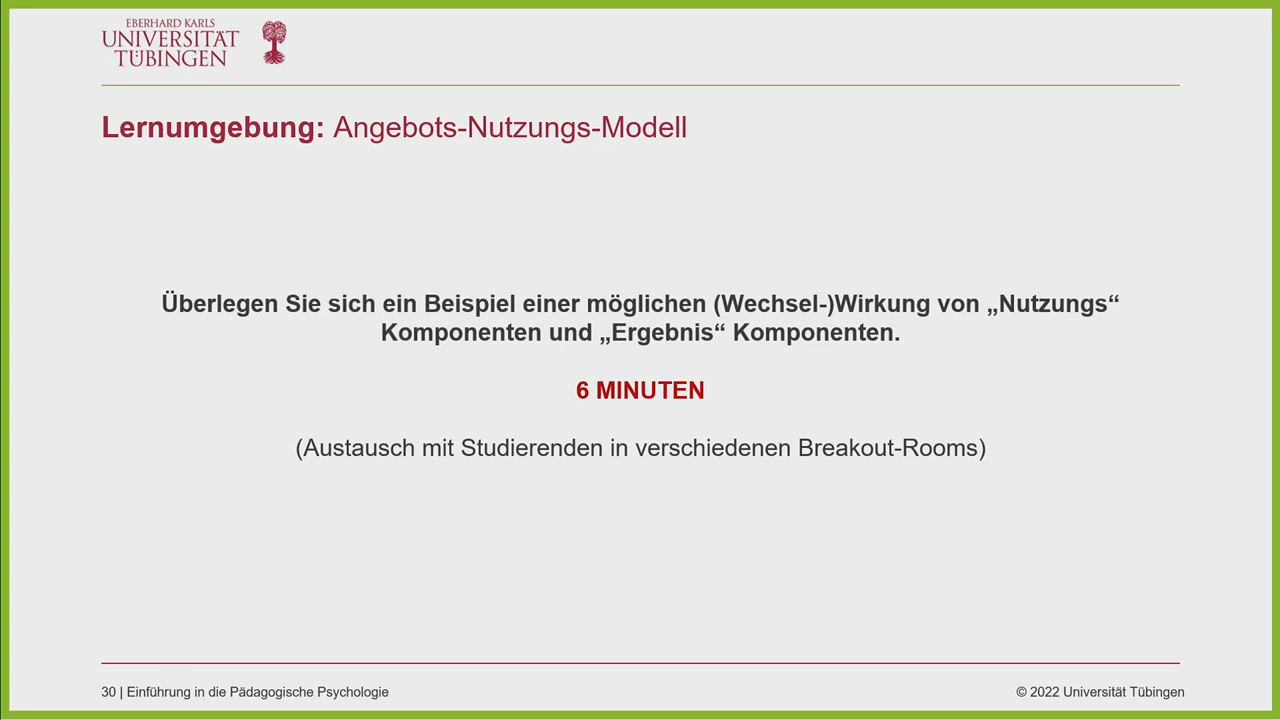 EBERHARD KARLS
UNIVERSITÄT
TÜBINGEN
Lernumgebung: Angebots-Nutzungs-Modell
Überlegen Sie sich ein Beispiel einer möglichen (Wechsel-)Wirkung von „Nutzungs“
Komponenten und „Ergebnis“ Komponenten.
6 MINUTEN
(Austausch mit Studierenden in verschiedenen Breakout-Rooms)
30 | Einführung in die Pädagogische Psychologie
© 2022 Universität Tübingen